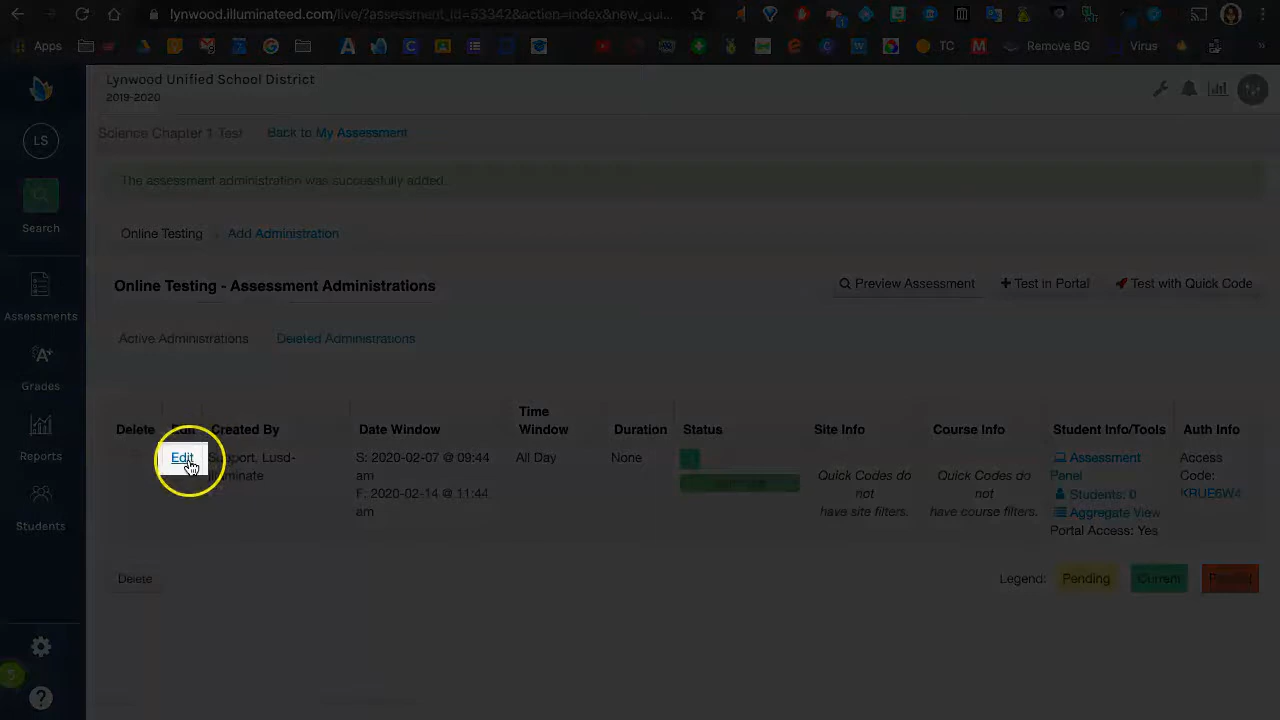 lynwood.illuminateed.com/live/?assessment_id=53342&action=index&new_qui...
Apps
TC
Remove BG
Virus
»
Lynwood Unified School District
2019-2020
Science Chapter 1 Test
Back to My Assessment
The assessment administration was successfully added.
Online Testing
Add Administration
Online Testing - Assessment Administrations
Preview Assessment
Test in Portal
Test with Quick Code
Active Administrations
Deleted Administrations
LS
Search
Assessments
Grades
Reports
Students
5
Delete
Edit
Created By
Date Window
Time
Window
Duration
Status
Site Info
Course Info
Student Info/Tools
Auth Info
Edit
Support, Lusd-
Illuminate
S: 2020-02-07 @ 09:44
am
F: 2020-02-14 @ 11:44
am
All Day
None
Quick Codes do
not
have site filters.
Quick Codes do
not
have course filters.
Assessment
Panel
Students: 0
Aggregate View
Portal Access: Yes
Access
Code:
KRUE6W4
Delete
Legend:
Pending
Current